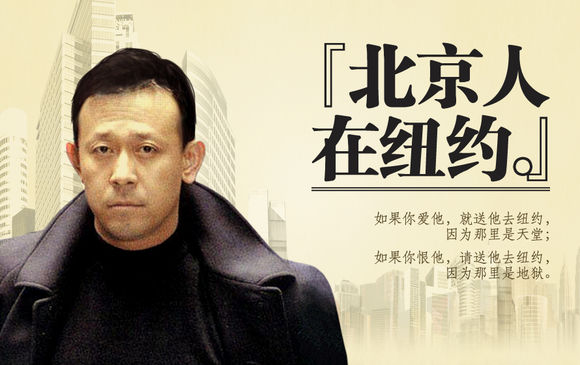 『北京人
在纽约。』
如果你爱他，就送他去纽约，
因为那里是天堂；
如果你恨他，请送他去纽约，
因为那里是地狱。